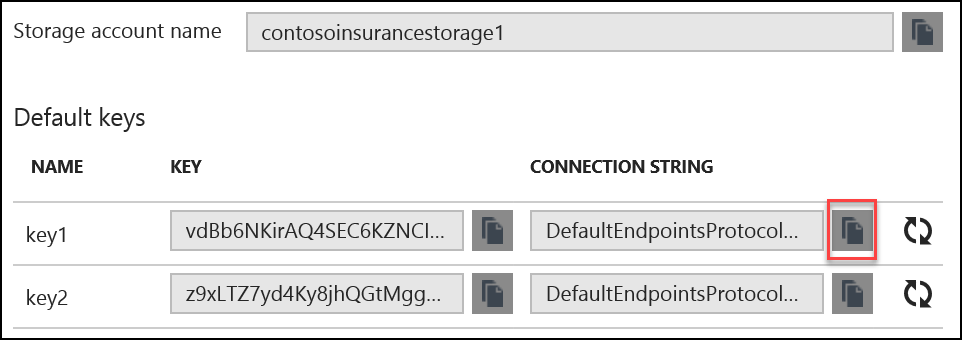 Storage account name contosoinsurancestorage1
Default keys
NAME KEY CONNECTION STRING
key1 vdBb6NKirAQ4SEC6KZNCI... DefaultEndpointsProtocol...
key2 z9xLTZ7yd4Ky8jhQGtMgg... DefaultEndpointsProtocol...